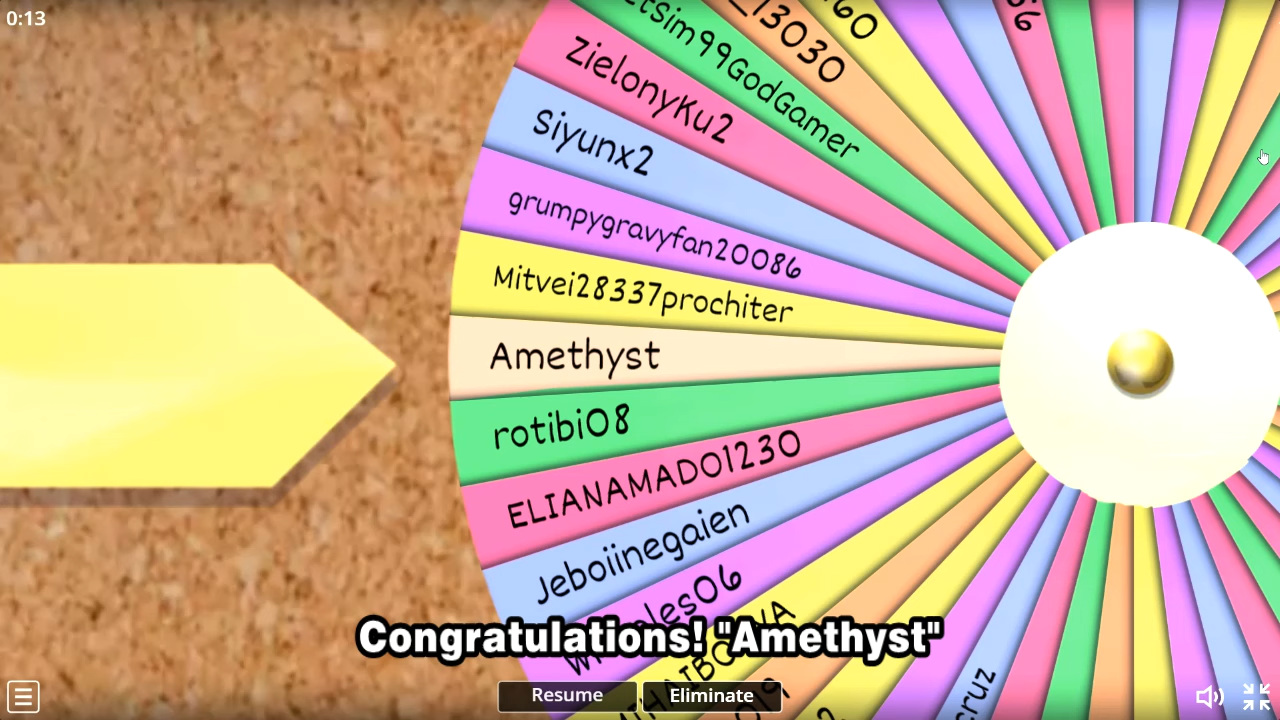 0:13
ZielonyKu2
Siyunx2
grumpygravyfan20086
Mitvei28337prochiter
Amethyst
rotibi08
ELIANAMADO1230
Jeboiinegaien
Congratulations! "Amethyst"
Resume
Eliminate